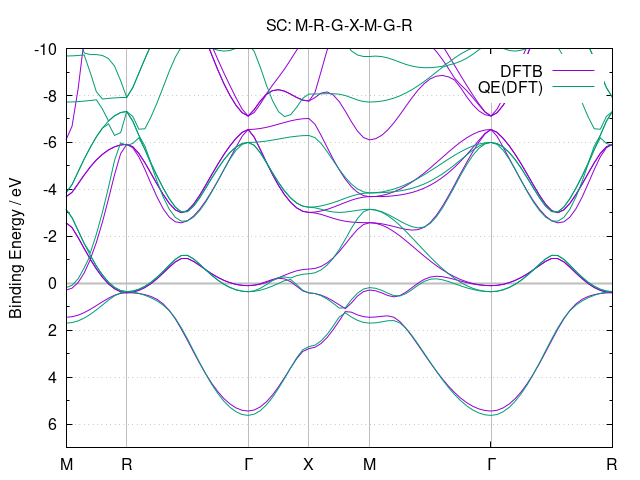 SC: M-R-G-X-M-G-R
-10
DFTB
QE(DFT)
-8
-6
-4
-2
0
2
4
6
Binding Energy / eV
M R Γ X M Γ R